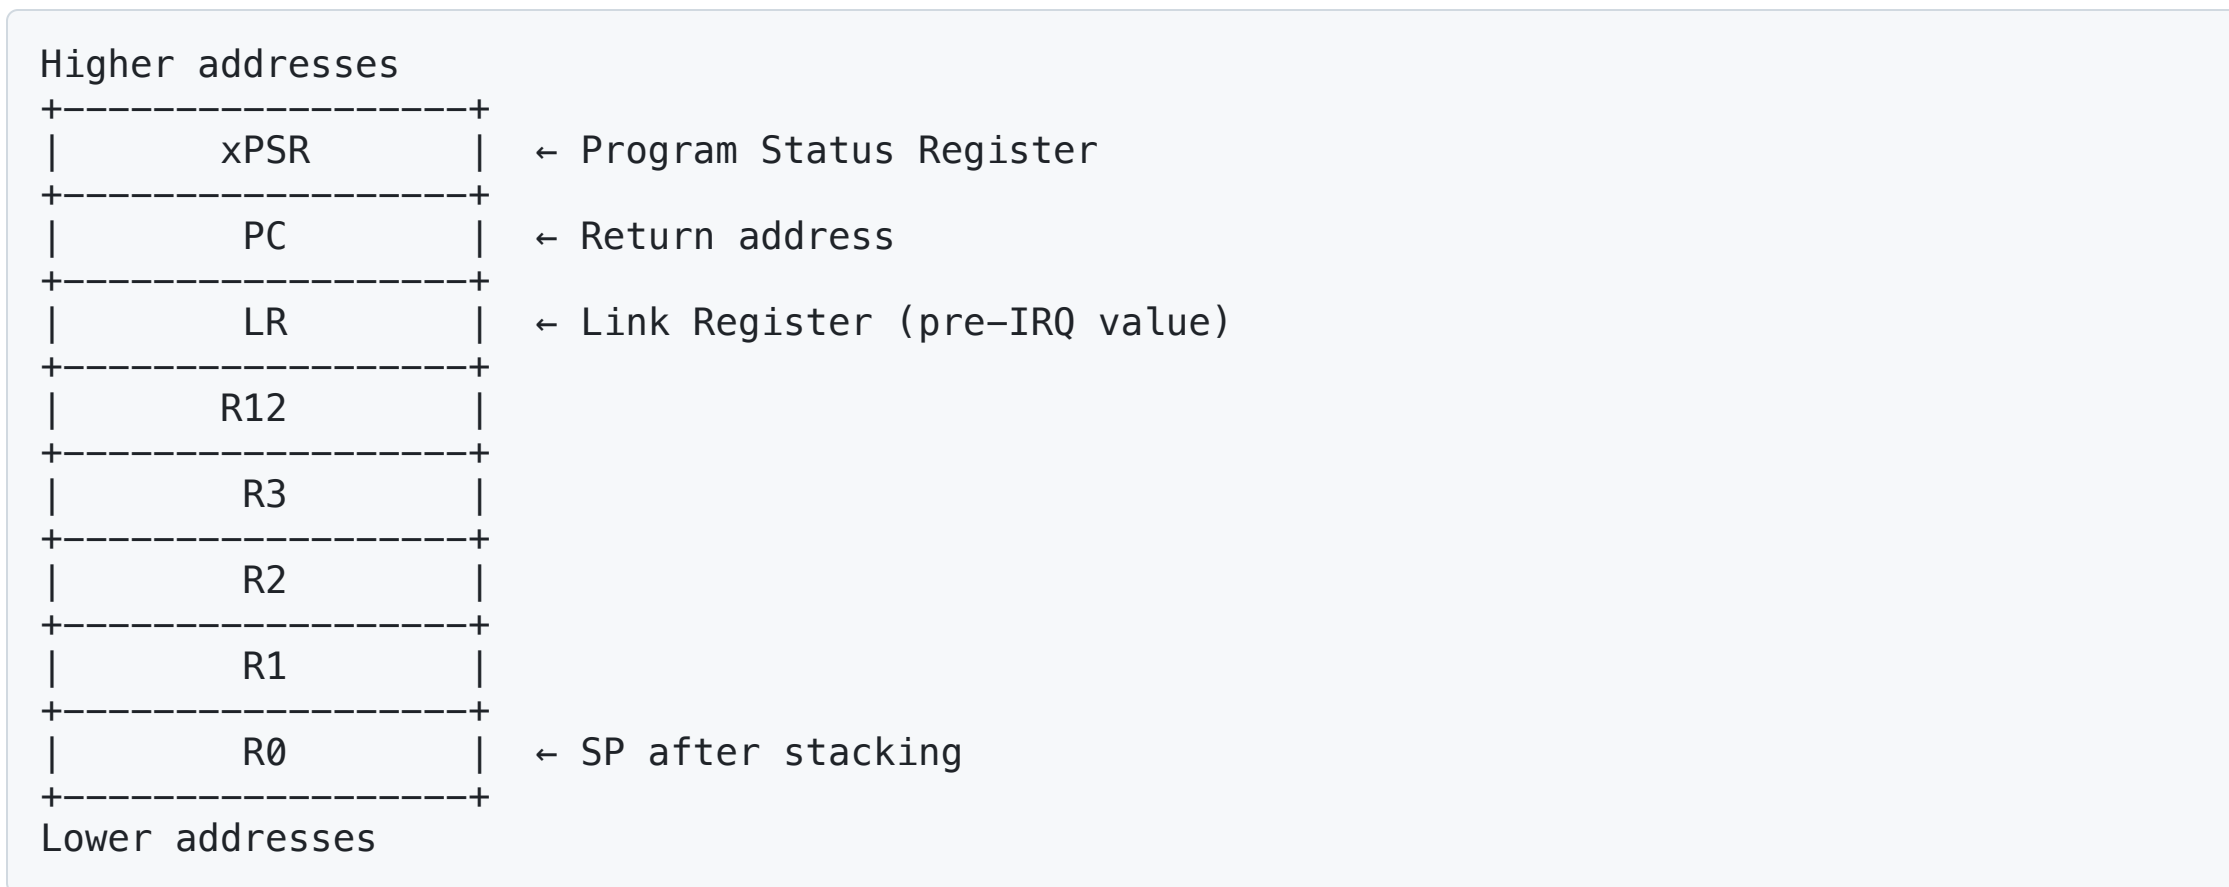 Higher addresses
+------------------+
|       xPSR       |  ← Program Status Register
+------------------+
|        PC        |  ← Return address
+------------------+
|        LR        |  ← Link Register (pre-IRQ value)
+------------------+
|       R12        |
+------------------+
|        R3        |
+------------------+
|        R2        |
+------------------+
|        R1        |
+------------------+
|        R0        |  ← SP after stacking
+------------------+
Lower addresses